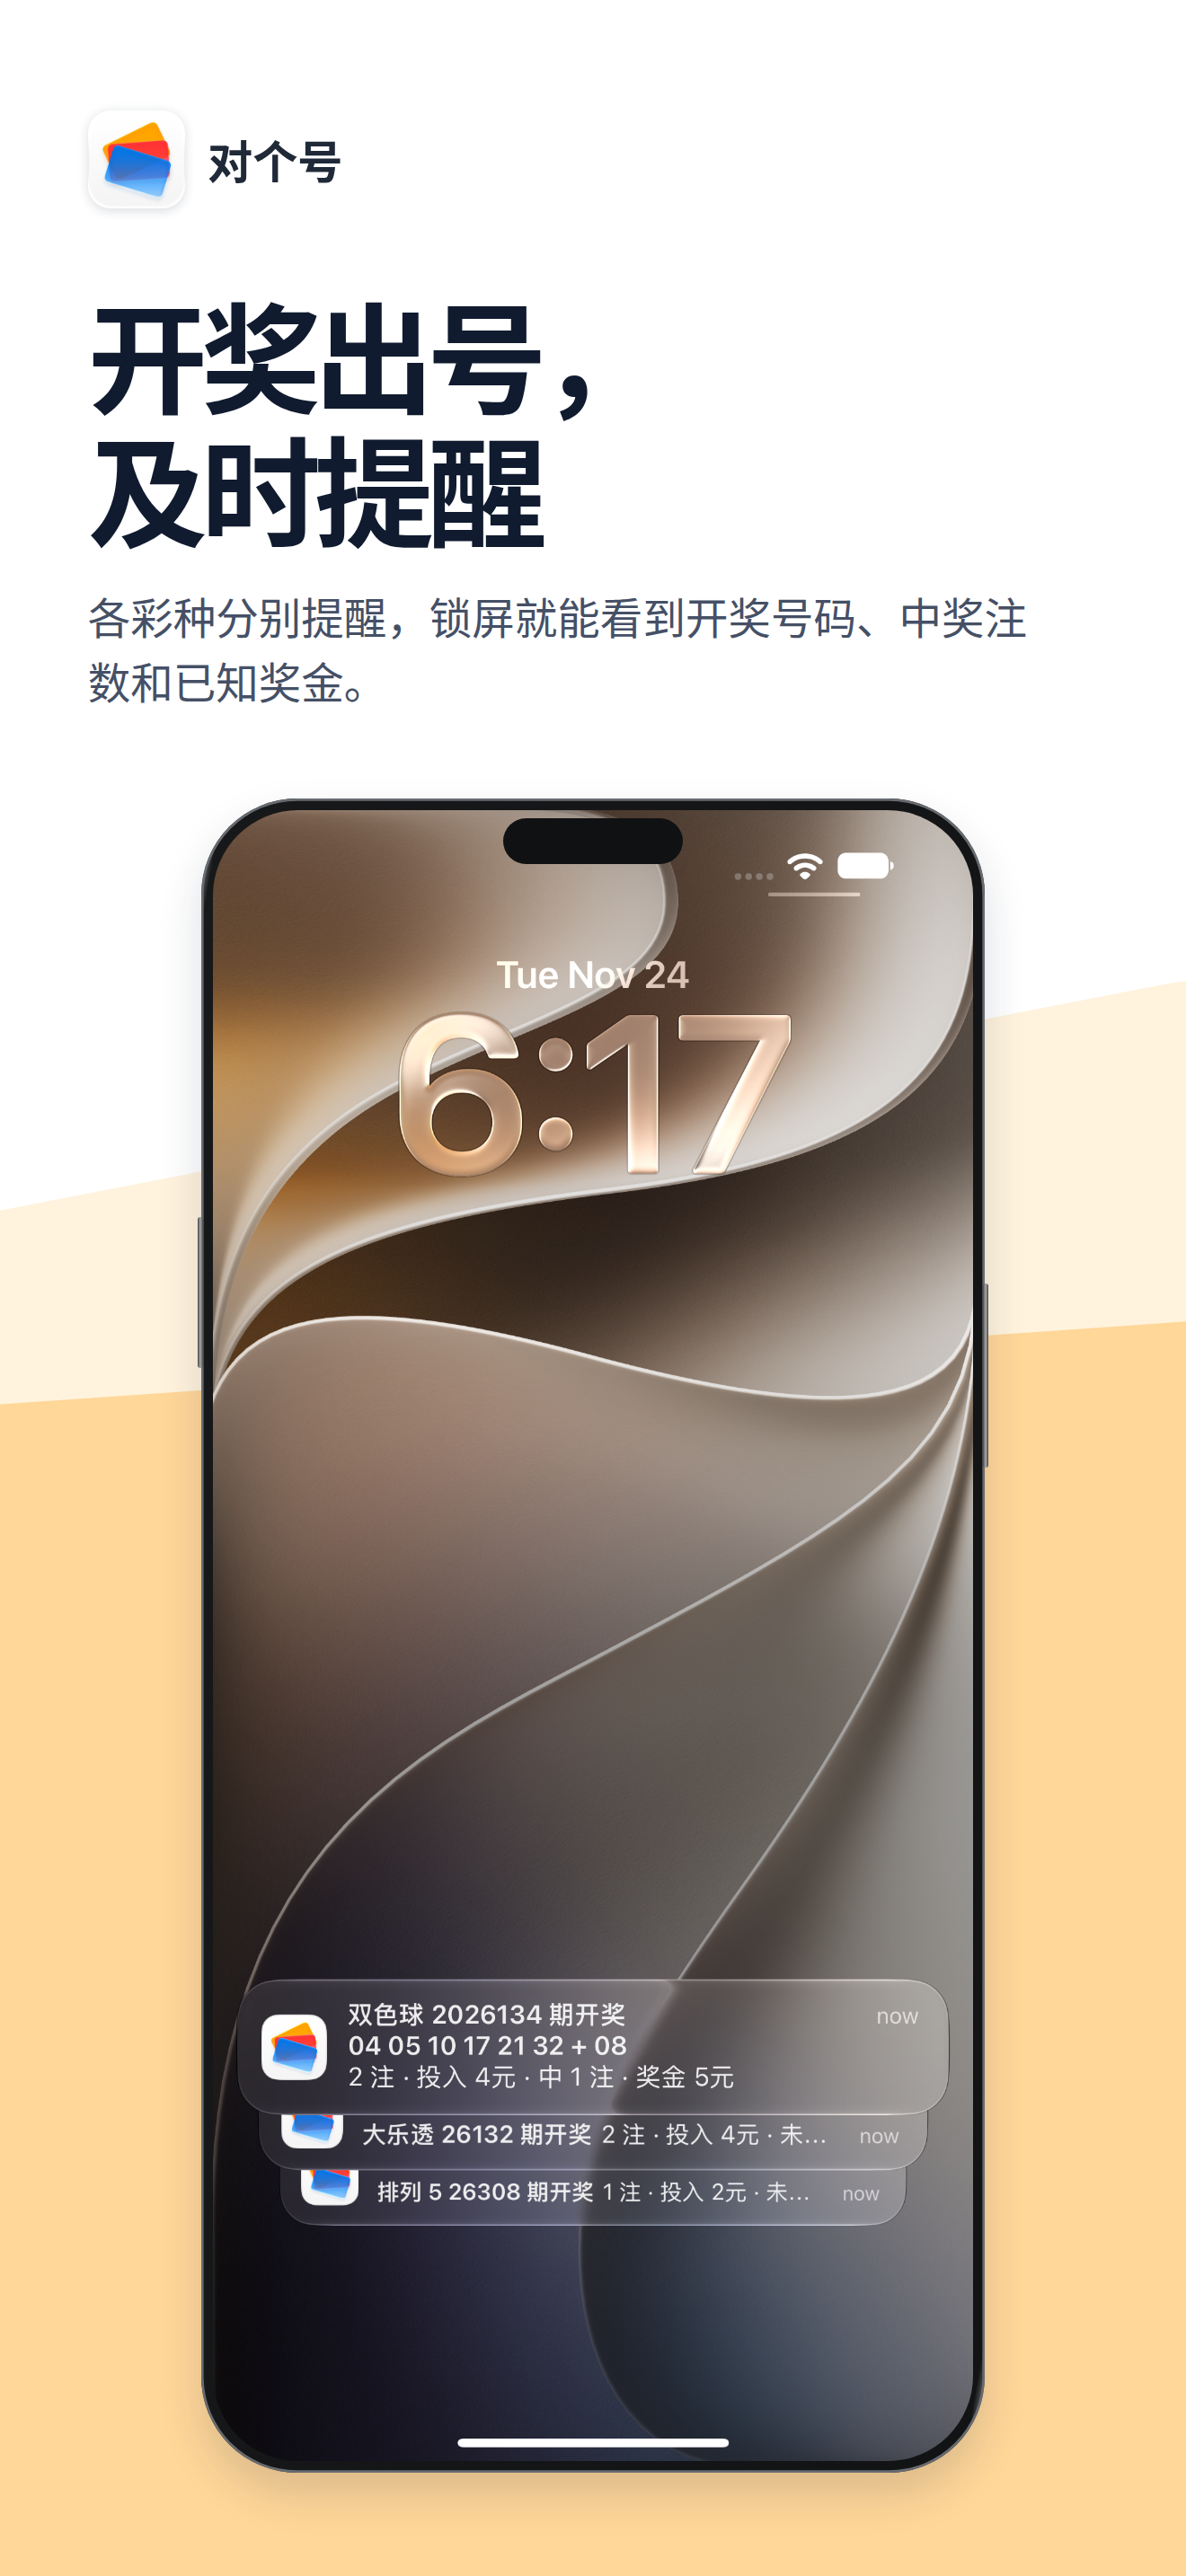 对个号
开奖出号，
及时提醒
各彩种分别提醒，锁屏就能看到开奖号码、中奖注
数和已知奖金。
Tue Nov 24
6:17
双色球 2026134 期开奖 now
04 05 10 17 21 32 + 08
2 注 · 投入 4元 · 中 1 注 · 奖金 5元
大乐透 26132 期开奖 2 注 · 投入 4元 · 未... now
排列 5 26308 期开奖 1 注 · 投入 2元 · 未... now